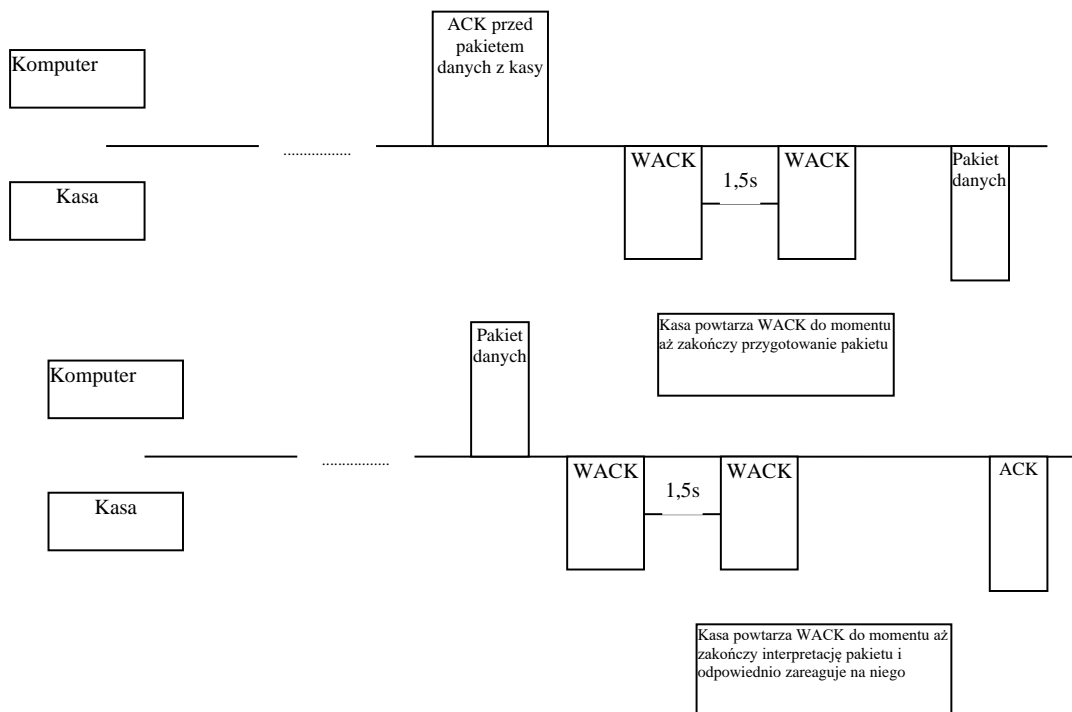 ACK przed
pakietem
danych z kasy
Komputer
.................
Kasa
WACK
1,5s
WACK
Pakiet
danych
Kasa powtarza WACK do momentu
aż zakończy przygotowanie pakietu
Pakiet
danych
Komputer
.................
Kasa
WACK
1,5s
WACK
ACK
Kasa powtarza WACK do momentu aż
zakończy interpretację pakietu i
odpowiednio zareaguje na niego